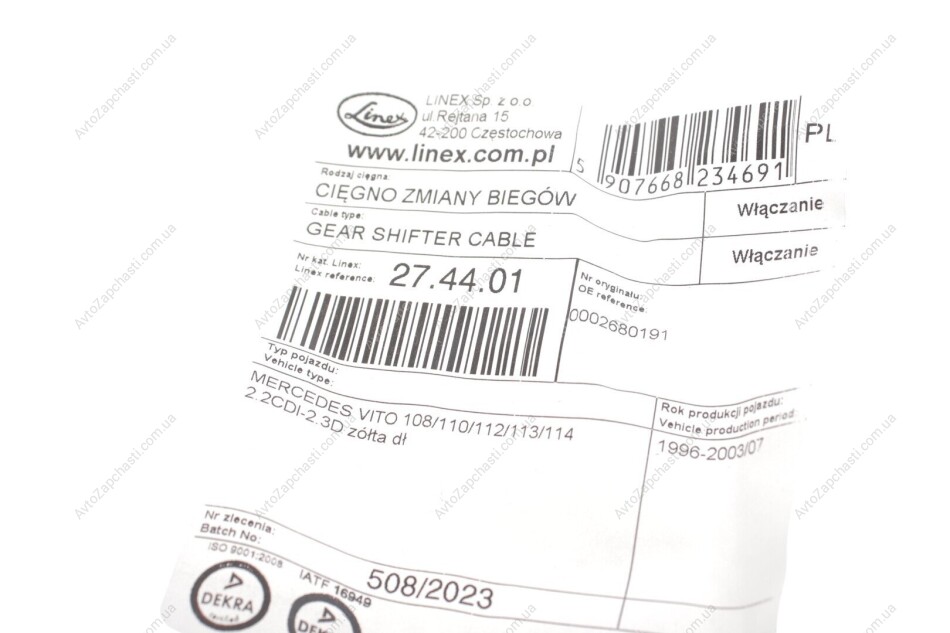 Linex
LINEX Sp. z o.o
ul.Rejtana 15
42-200 Częstochowa
www.linex.com.pl
5 907668 234691
PL
Rodzaj cięgna:
CIĘGNO ZMIANY BIEGÓW
Włączanie
Cable type:
GEAR SHIFTER CABLE
Włączanie
Nr kat. Linex:
Linex reference:
27.44.01
Nr oryginału:
OE reference:
0002680191
Typ pojazdu:
Vehicle type:
MERCEDES VITO 108/110/112/113/114
2.2CDI-2.3D zółta dł
Rok produkcji pojazdu:
Vehicle production period:
1996-2003/07
Nr zlecenia:
Batch No:
508/2023
ISO 9001:2008
IATF 16949
DEKRA
AvtoZapchasti.com.ua